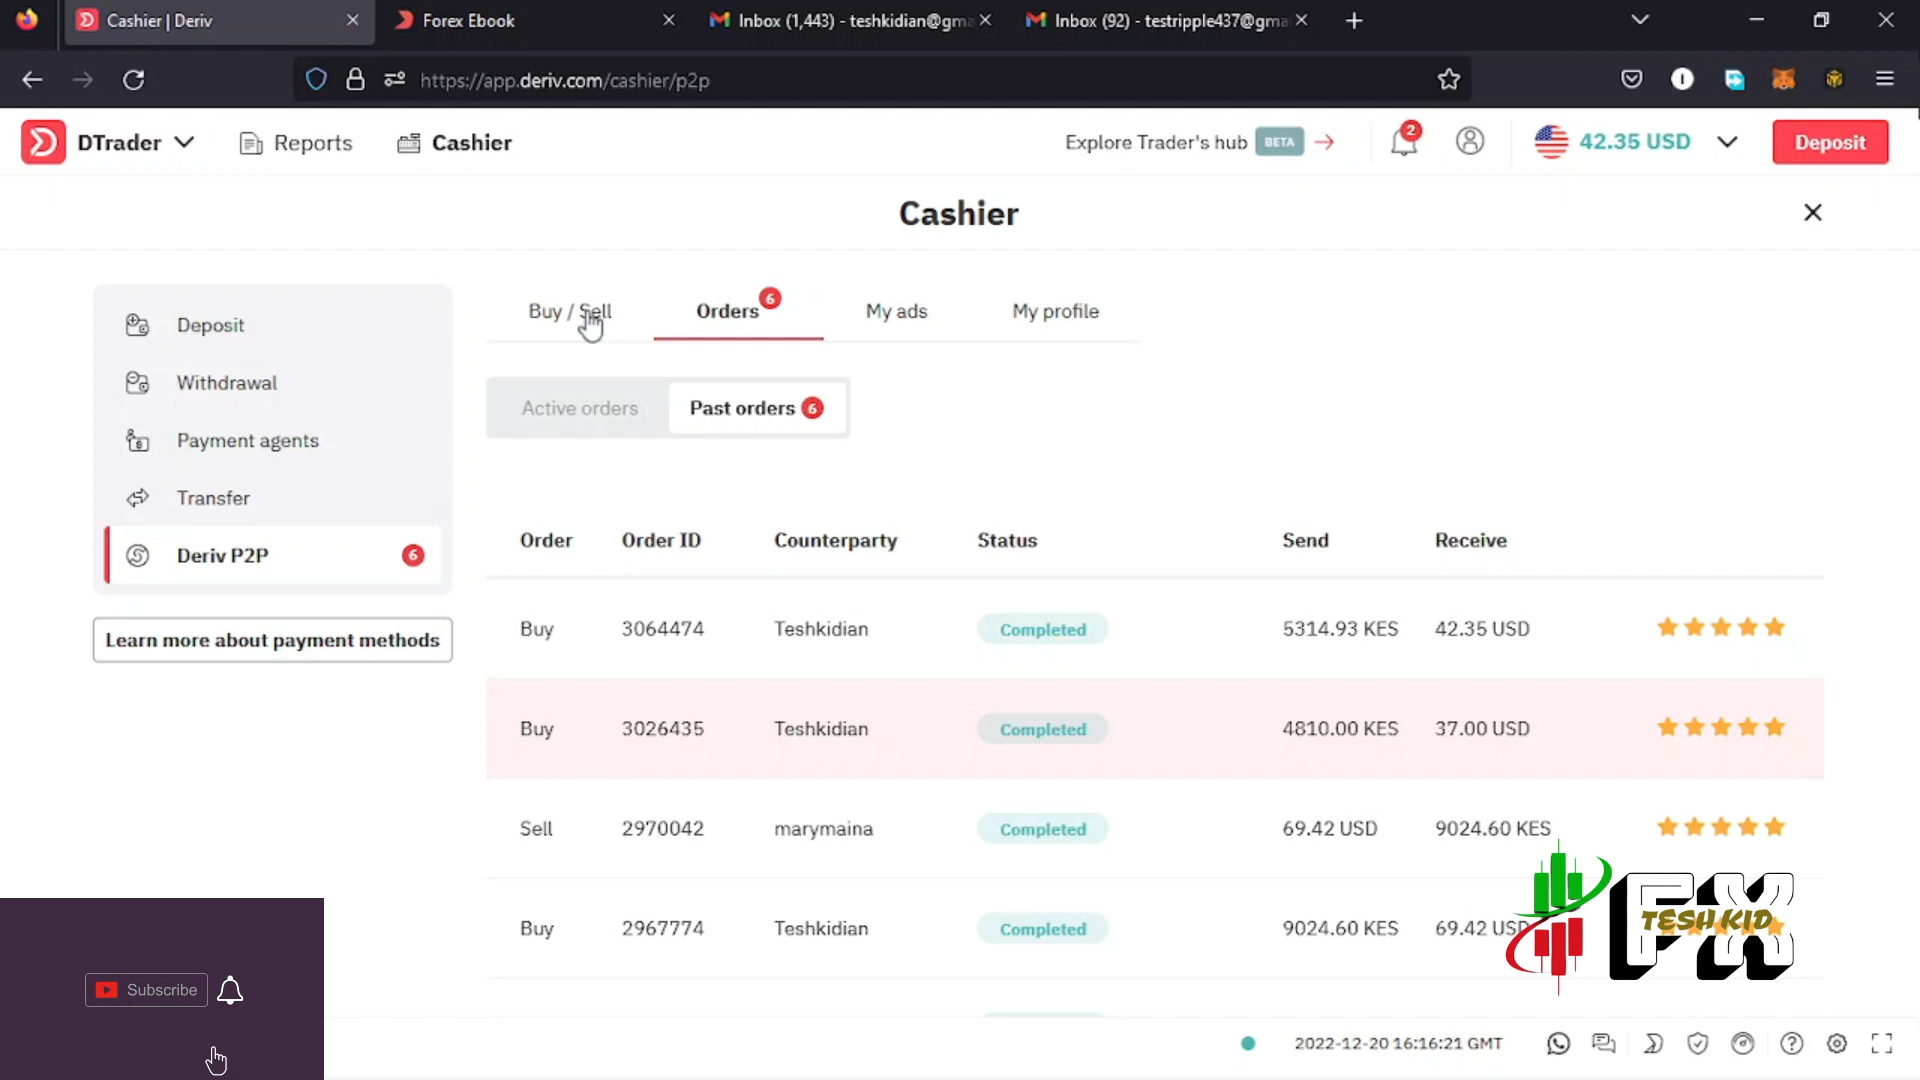 Cashier | Deriv
Forex Ebook
Inbox (1,443) - teshkidian@gma
Inbox (92) - testripple437@gma
https://app.deriv.com/cashier/p2p
DTrader
Reports
Cashier
Explore Trader's hub BETA
2
42.35 USD
Deposit
Cashier
Deposit
Withdrawal
Payment agents
Transfer
Deriv P2P 6
Learn more about payment methods
Buy / Sell
Orders 6
My ads
My profile
Active orders
Past orders 6
Order Order ID Counterparty Status Send Receive
Buy 3064474 Teshkidian Completed 5314.93 KES 42.35 USD
Buy 3026435 Teshkidian Completed 4810.00 KES 37.00 USD
Sell 2970042 marymaina Completed 69.42 USD 9024.60 KES
Buy 2967774 Teshkidian Completed 9024.60 KES 69.42 USD
FX
TESH KID
Subscribe
2022-12-20 16:16:21 GMT